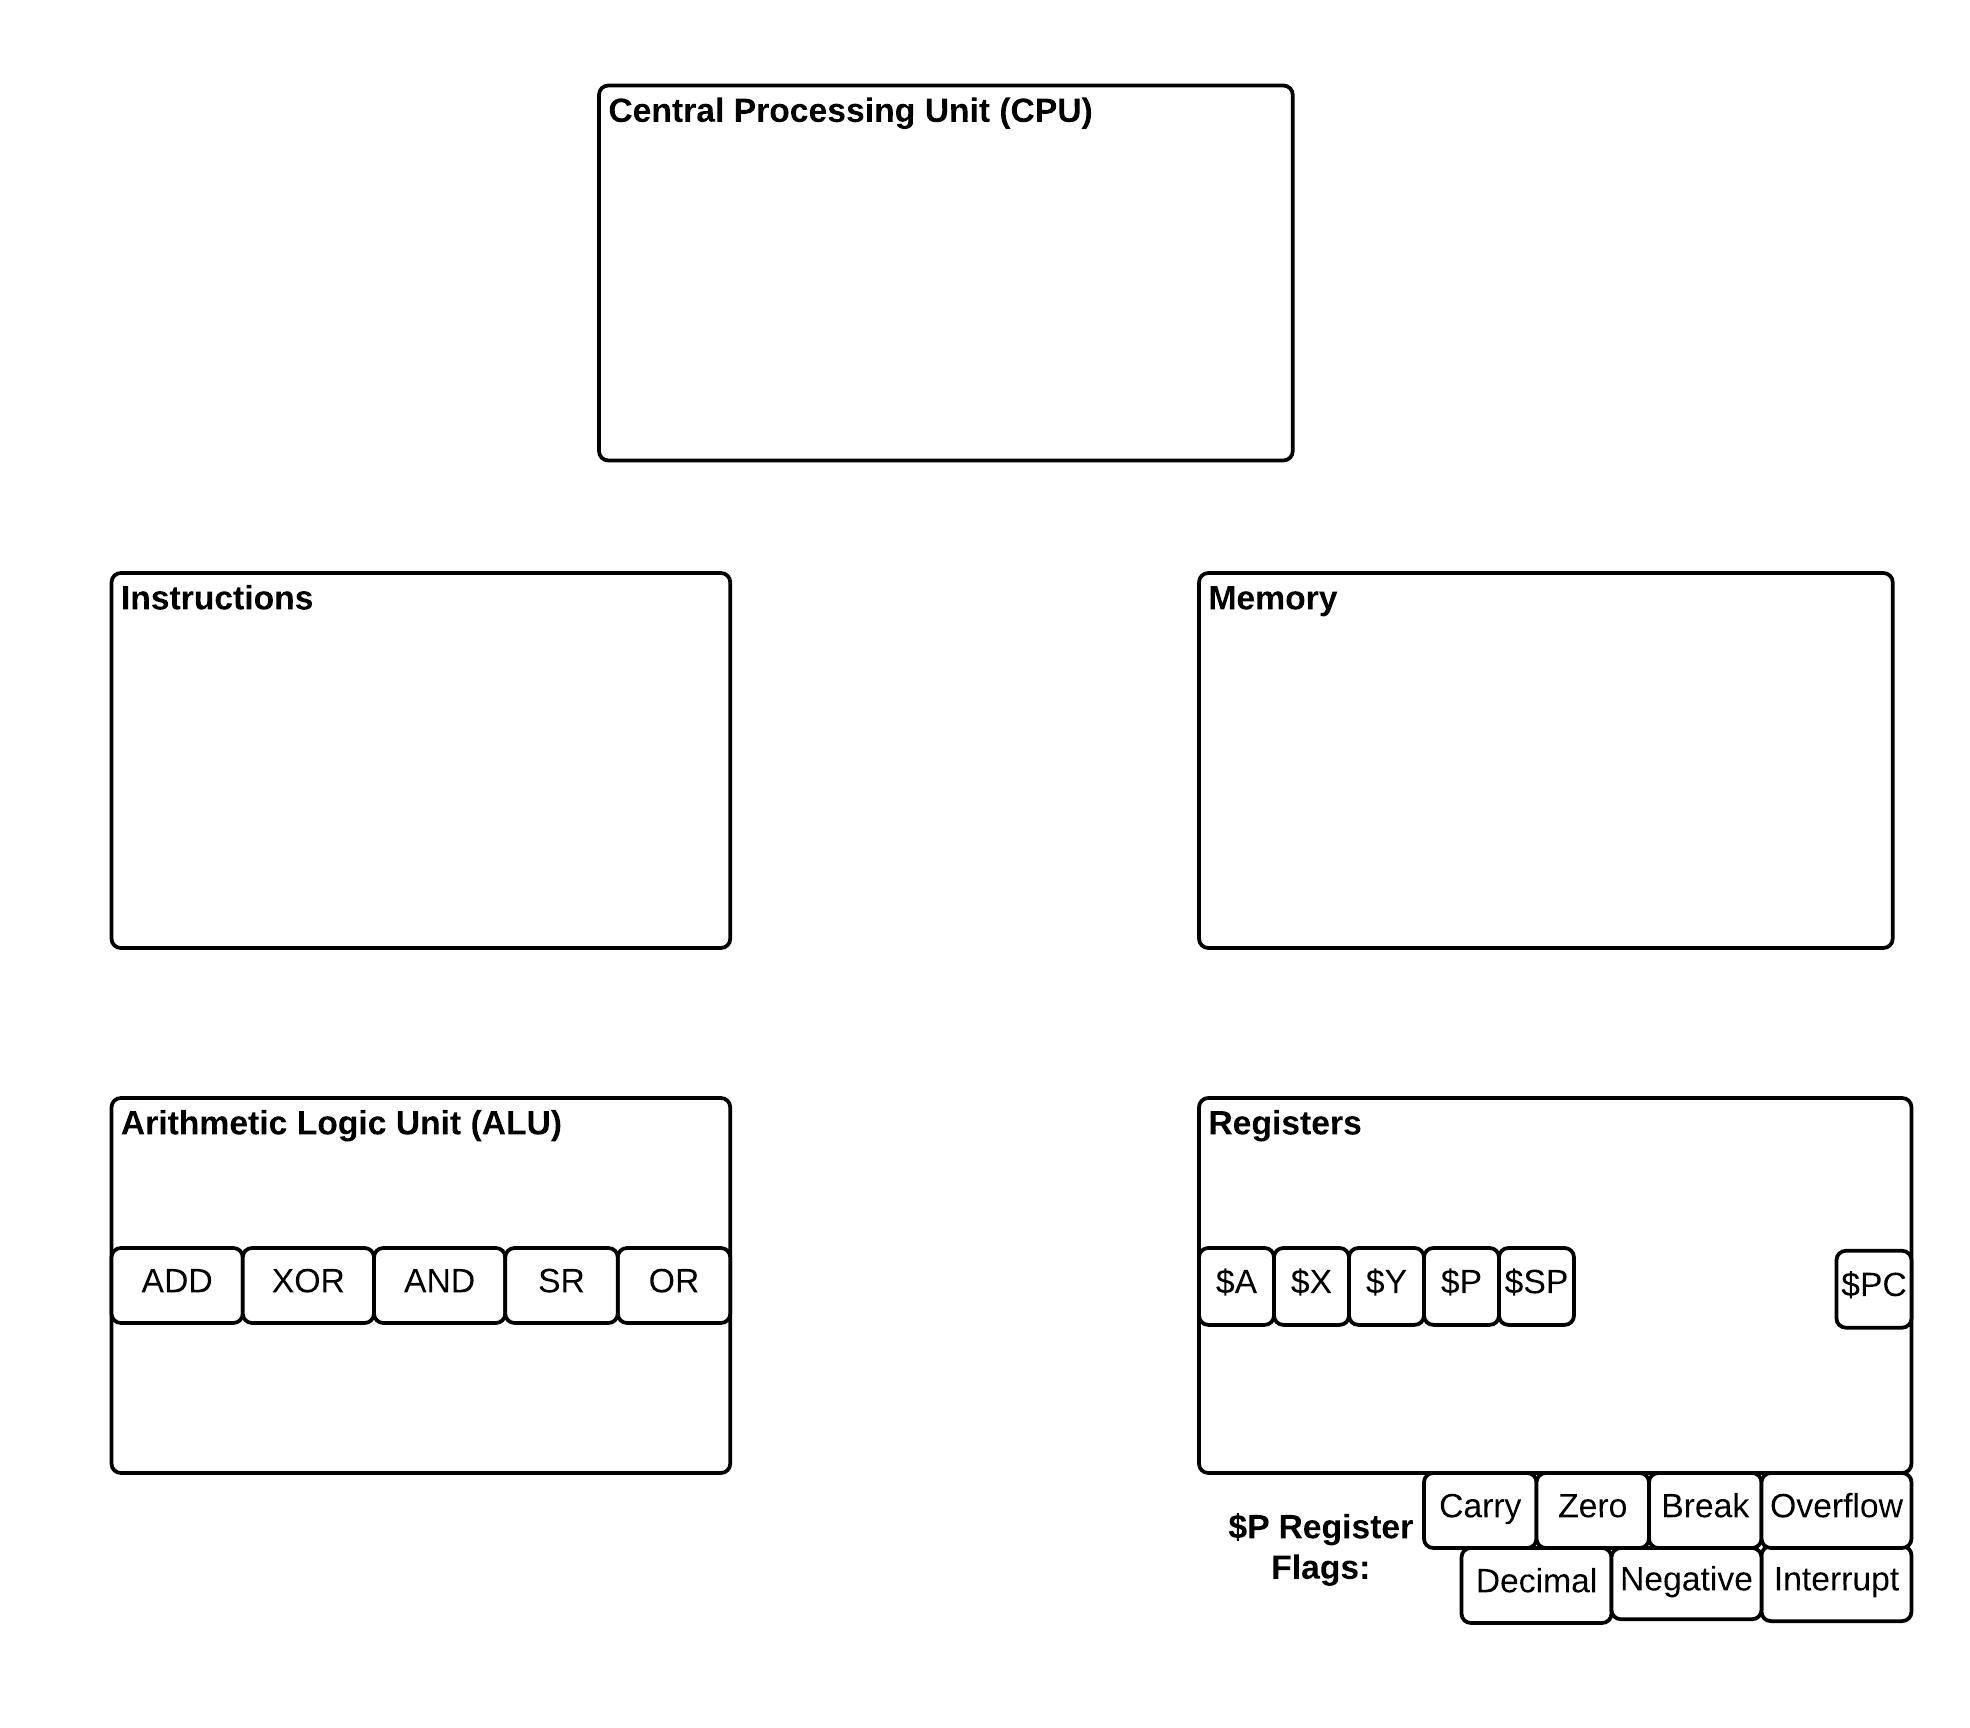 Central Processing Unit (CPU)
Instructions
Memory
Arithmetic Logic Unit (ALU)
ADD XOR AND SR OR
Registers
$A $X $Y $P $SP $PC
$P Register
Flags:
Carry Zero Break Overflow
Decimal Negative Interrupt